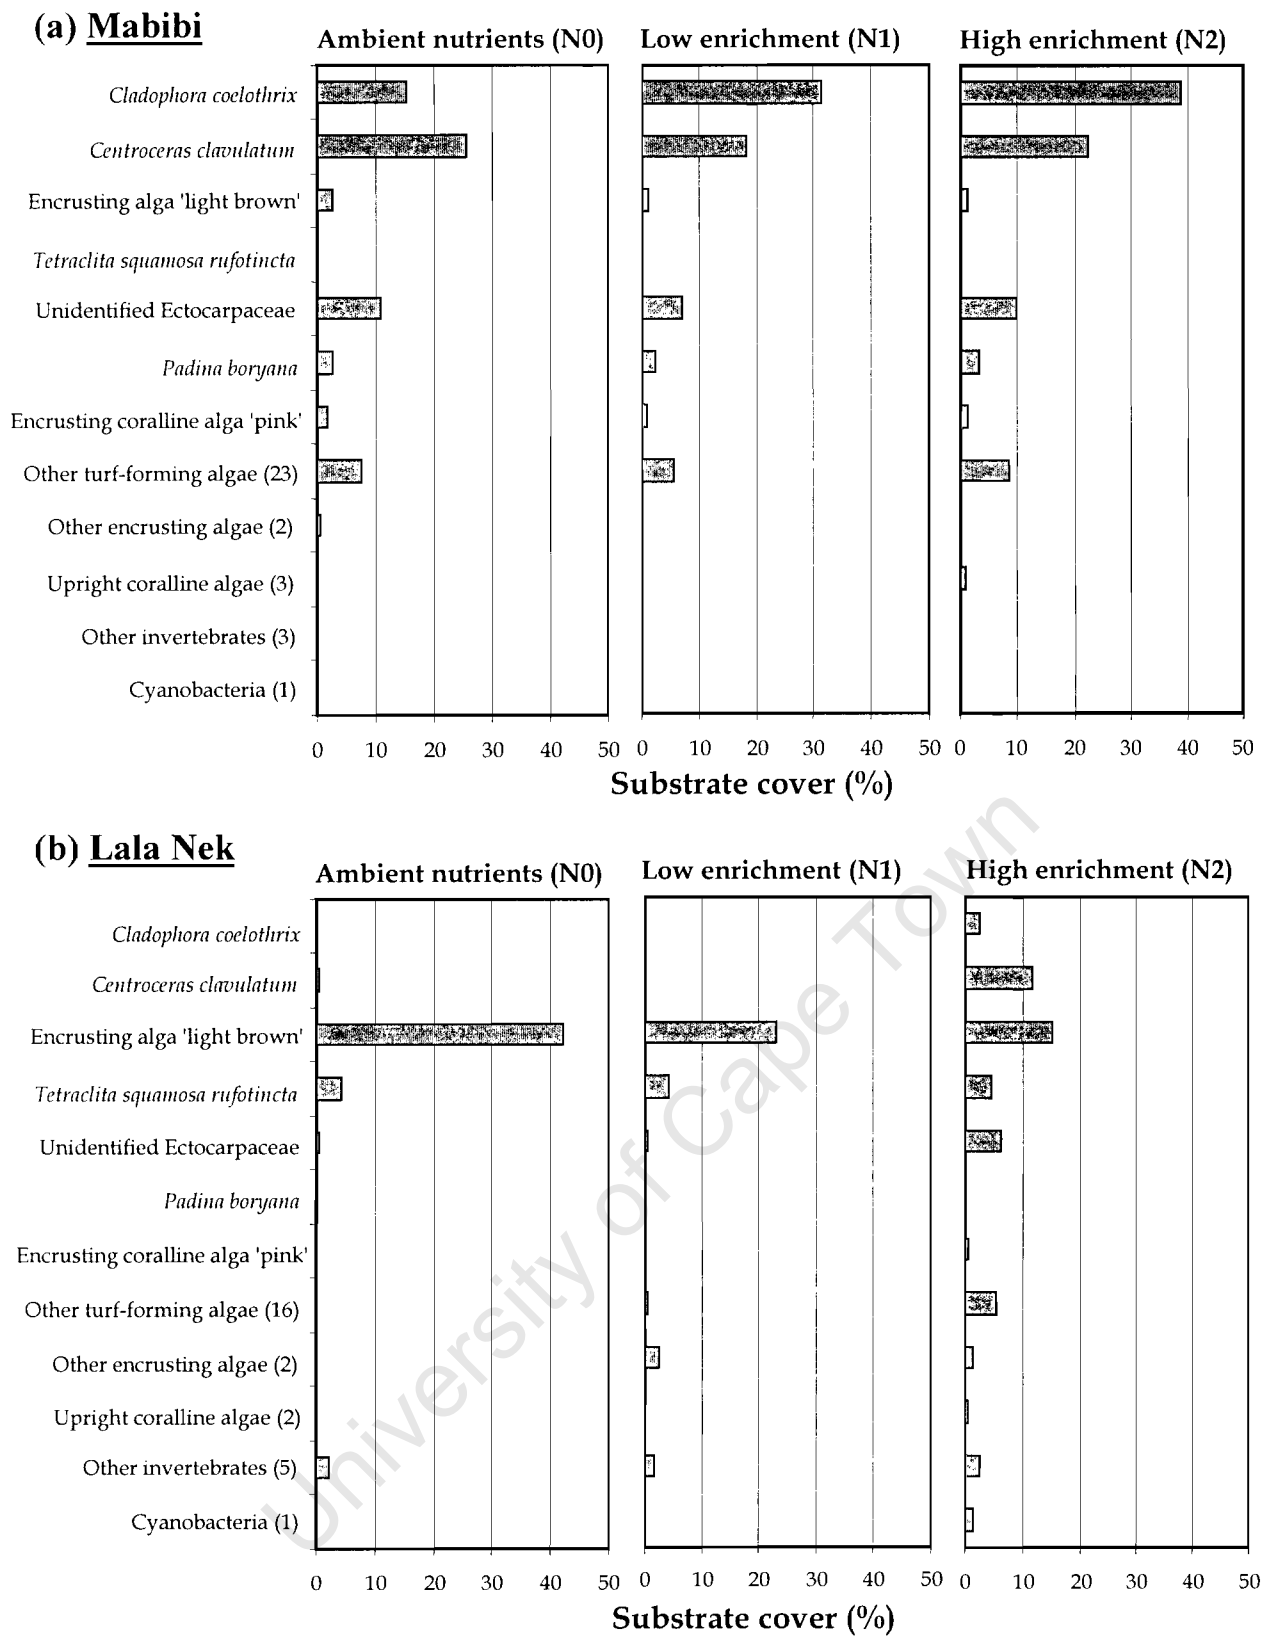 (a) Mabibi
Ambient nutrients (N0) Low enrichment (N1) High enrichment (N2)
Cladophora coelothrix
Centroceras clavulatum
Encrusting alga 'light brown'
Tetraclita squamosa rufotincta
Unidentified Ectocarpaceae
Padina boryana
Encrusting coralline alga 'pink'
Other turf-forming algae (23)
Other encrusting algae (2)
Upright coralline algae (3)
Other invertebrates (3)
Cyanobacteria (1)
0 10 20 30 40 50 0 10 20 30 40 50 0 10 20 30 40 50
Substrate cover (%)
(b) Lala Nek
Ambient nutrients (N0) Low enrichment (N1) High enrichment (N2)
Cladophora coelothrix
Centroceras clavulatum
Encrusting alga 'light brown'
Tetraclita squamosa rufotincta
Unidentified Ectocarpaceae
Padina boryana
Encrusting coralline alga 'pink'
Other turf-forming algae (16)
Other encrusting algae (2)
Upright coralline algae (2)
Other invertebrates (5)
Cyanobacteria (1)
0 10 20 30 40 50 0 10 20 30 40 50 0 10 20 30 40 50
Substrate cover (%)
University of Cape Town